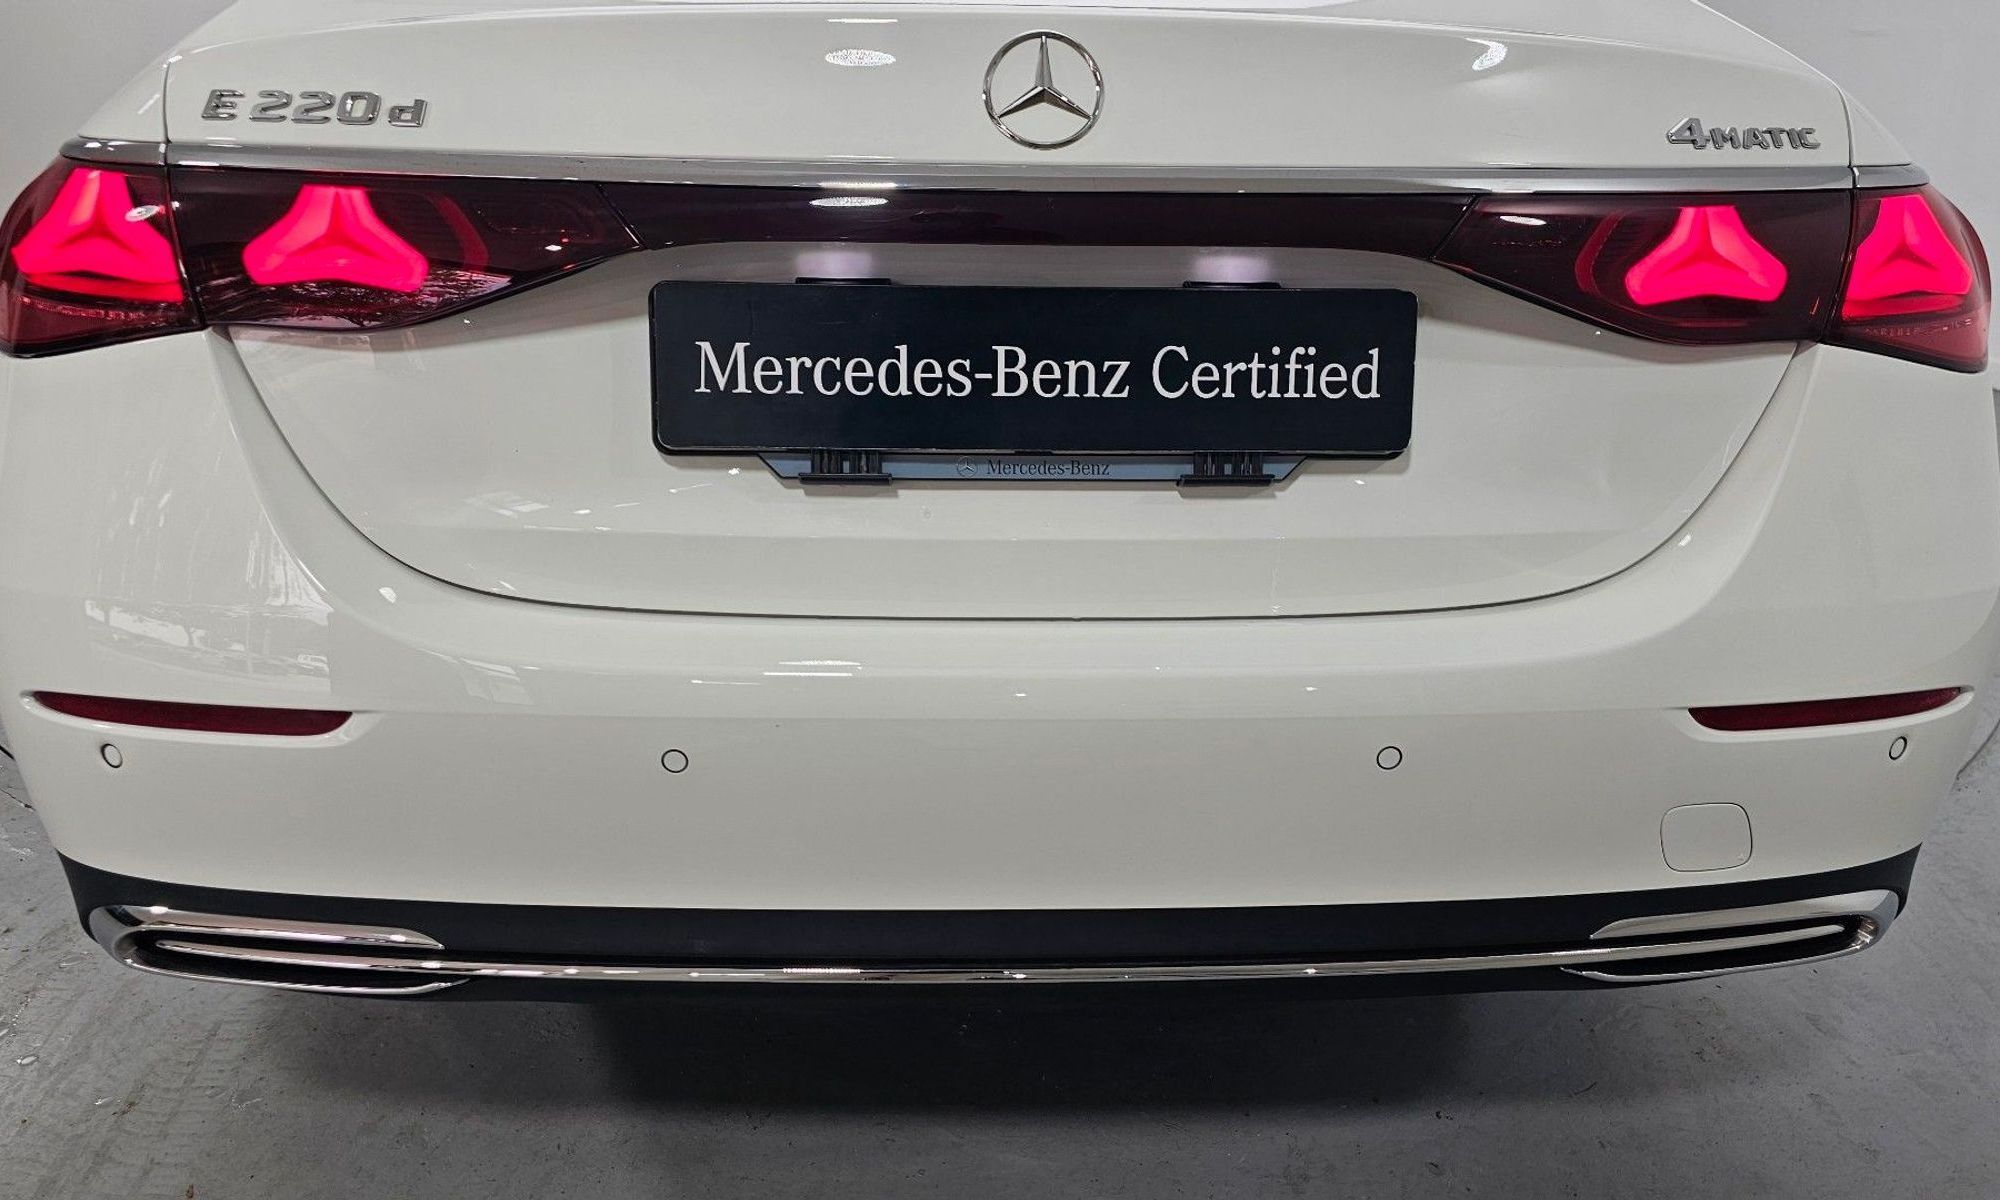 E 220 d
4MATIC
Mercedes-Benz Certified
Mercedes-Benz